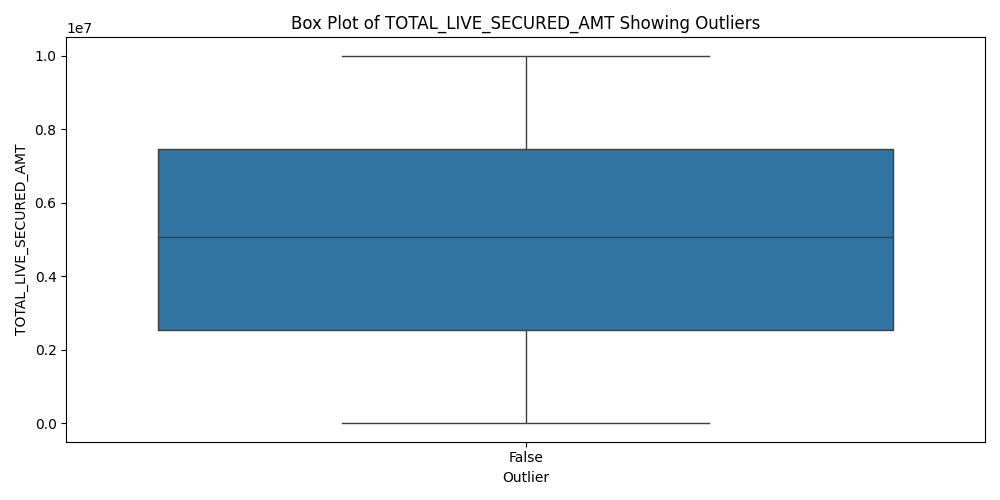 Box Plot of TOTAL_LIVE_SECURED_AMT Showing Outliers
1e7
1.0
0.8
0.6
0.4
0.2
0.0
TOTAL_LIVE_SECURED_AMT
False
Outlier